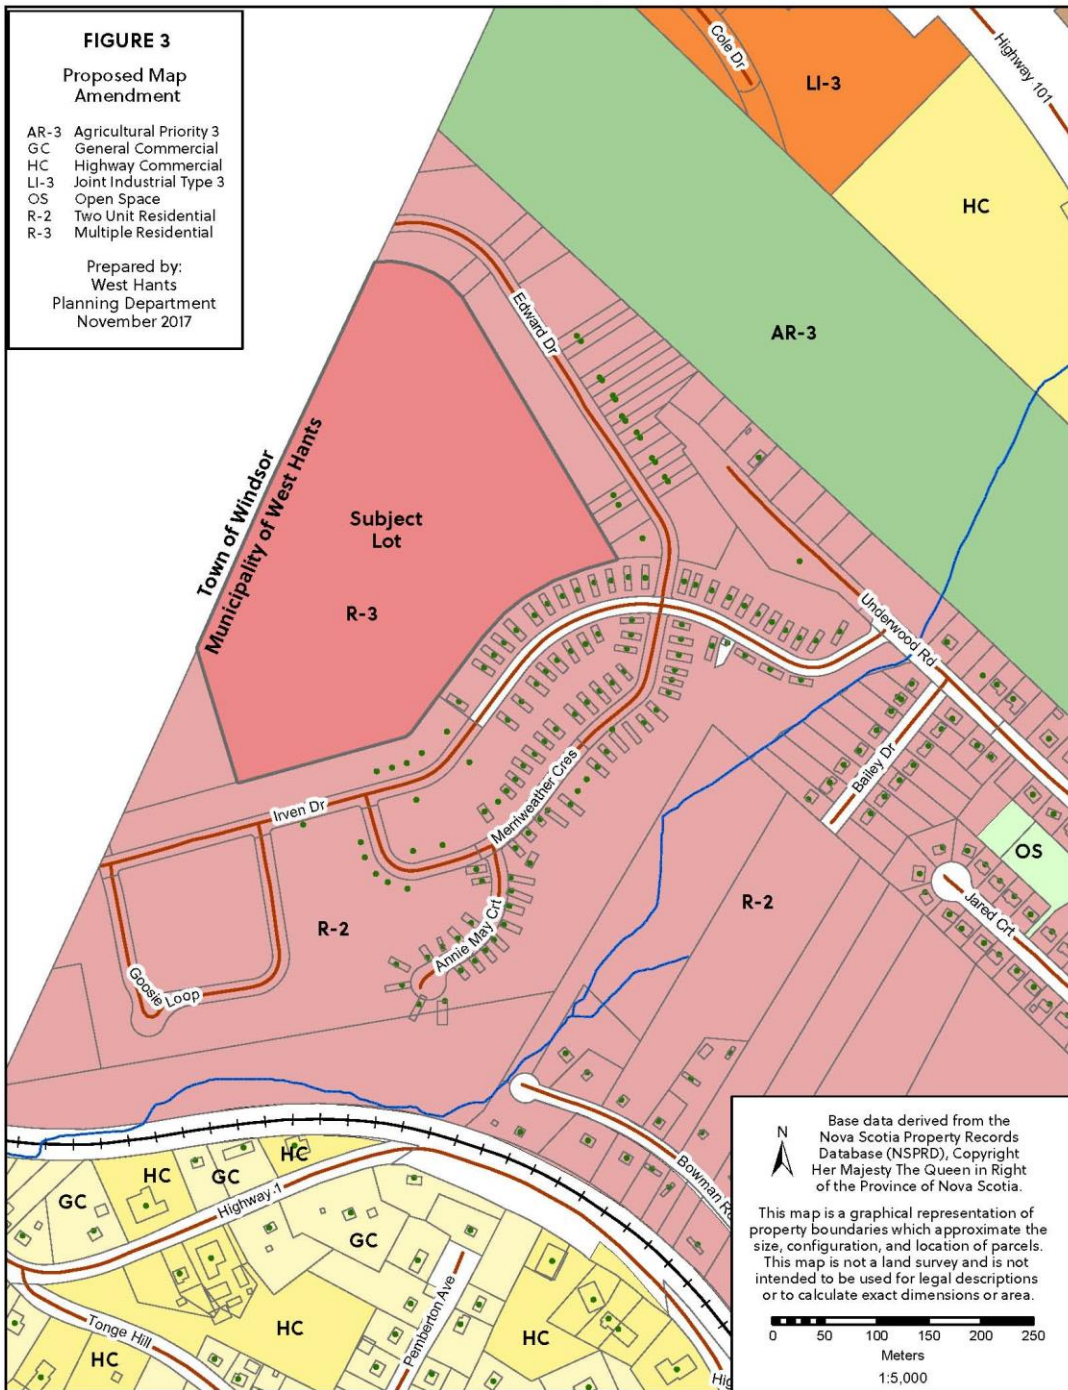 FIGURE 3
Proposed Map
Amendment
AR-3 Agricultural Priority 3
GC General Commercial
HC Highway Commercial
LI-3 Joint Industrial Type 3
OS Open Space
R-2 Two Unit Residential
R-3 Multiple Residential
Prepared by:
West Hants
Planning Department
November 2017
Cole Dr
LI-3
Highway 101
HC
AR-3
Edward Dr
Town of Windsor
Municipality of West Hants
Subject
Lot
R-3
Underwood Rd
Bailey Dr
Irven Dr
Merriweather Cres
OS
Jared Crt
R-2
R-2
Annie May Crt
Goosie Loop
Bowman R
HC
GC
HC
GC
Highway 1
GC
Pemberton Ave
HC
HC
Tonge Hill
HC
Hig
N
Base data derived from the
Nova Scotia Property Records
Database (NSPRD), Copyright
Her Majesty The Queen in Right
of the Province of Nova Scotia.
This map is a graphical representation of
property boundaries which approximate the
size, configuration, and location of parcels.
This map is not a land survey and is not
intended to be used for legal descriptions
or to calculate exact dimensions or area.
0 50 100 150 200 250
Meters
1:5,000